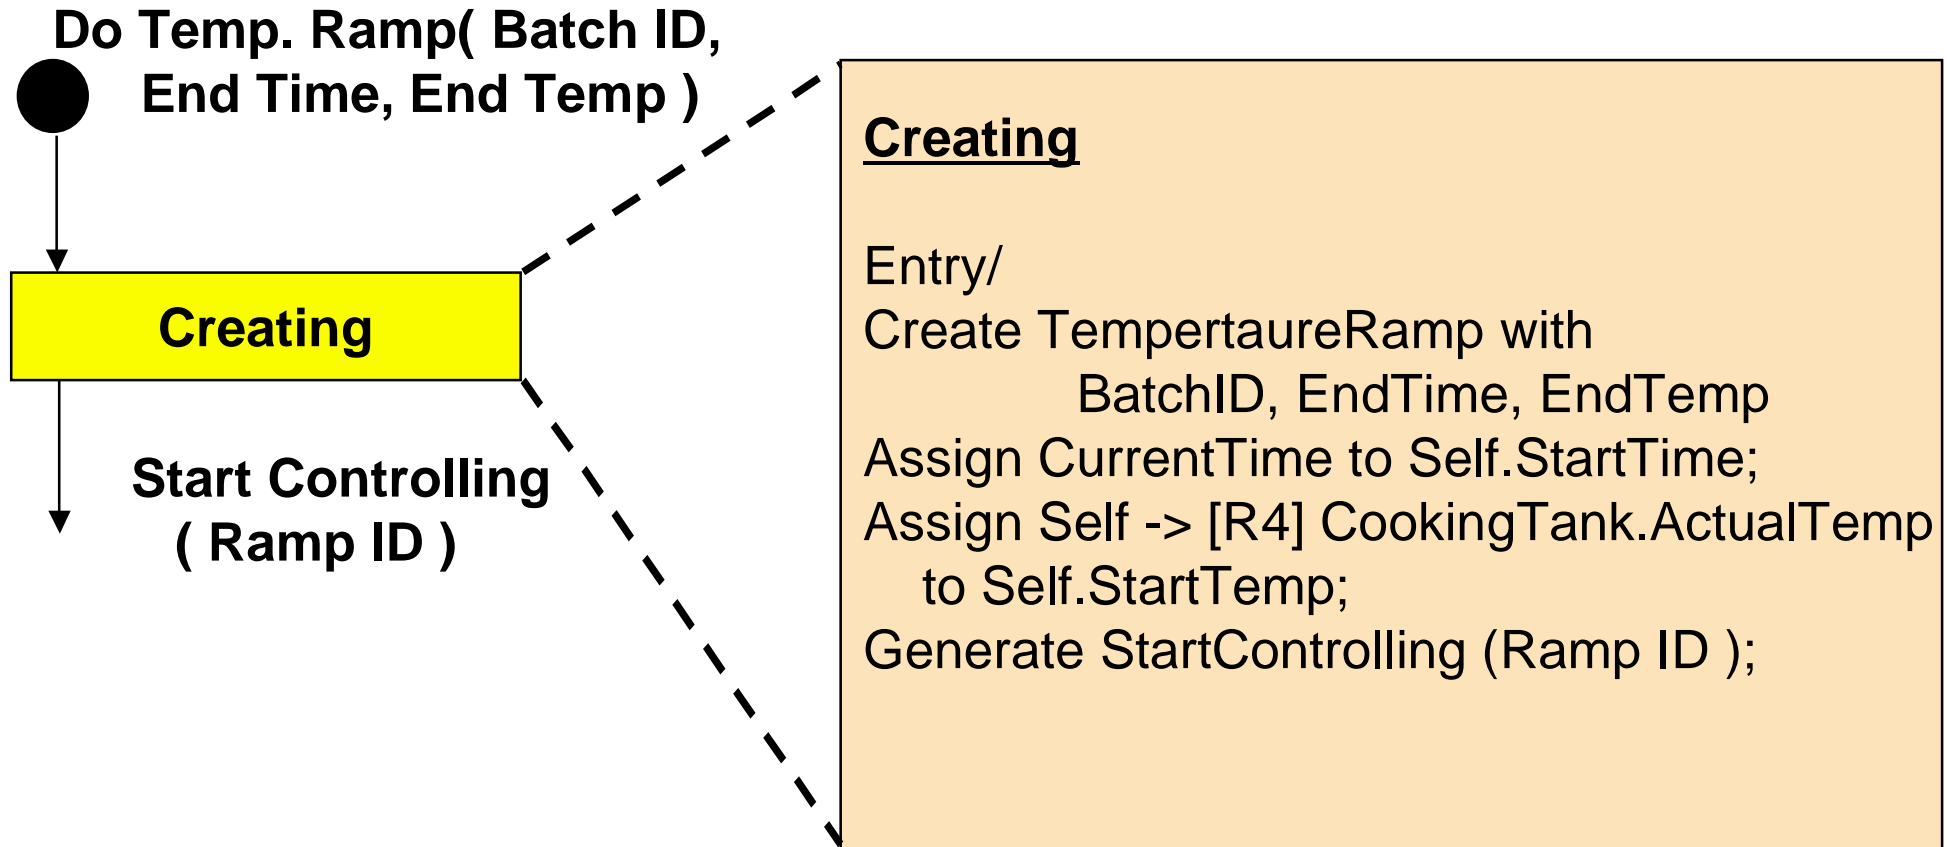 Do Temp. Ramp( Batch ID,
End Time, End Temp )
Creating
Start Controlling
( Ramp ID )
Creating
Entry/
Create TempertaureRamp with
BatchID, EndTime, EndTemp
Assign CurrentTime to Self.StartTime;
Assign Self -> [R4] CookingTank.ActualTemp
to Self.StartTemp;
Generate StartControlling (Ramp ID );